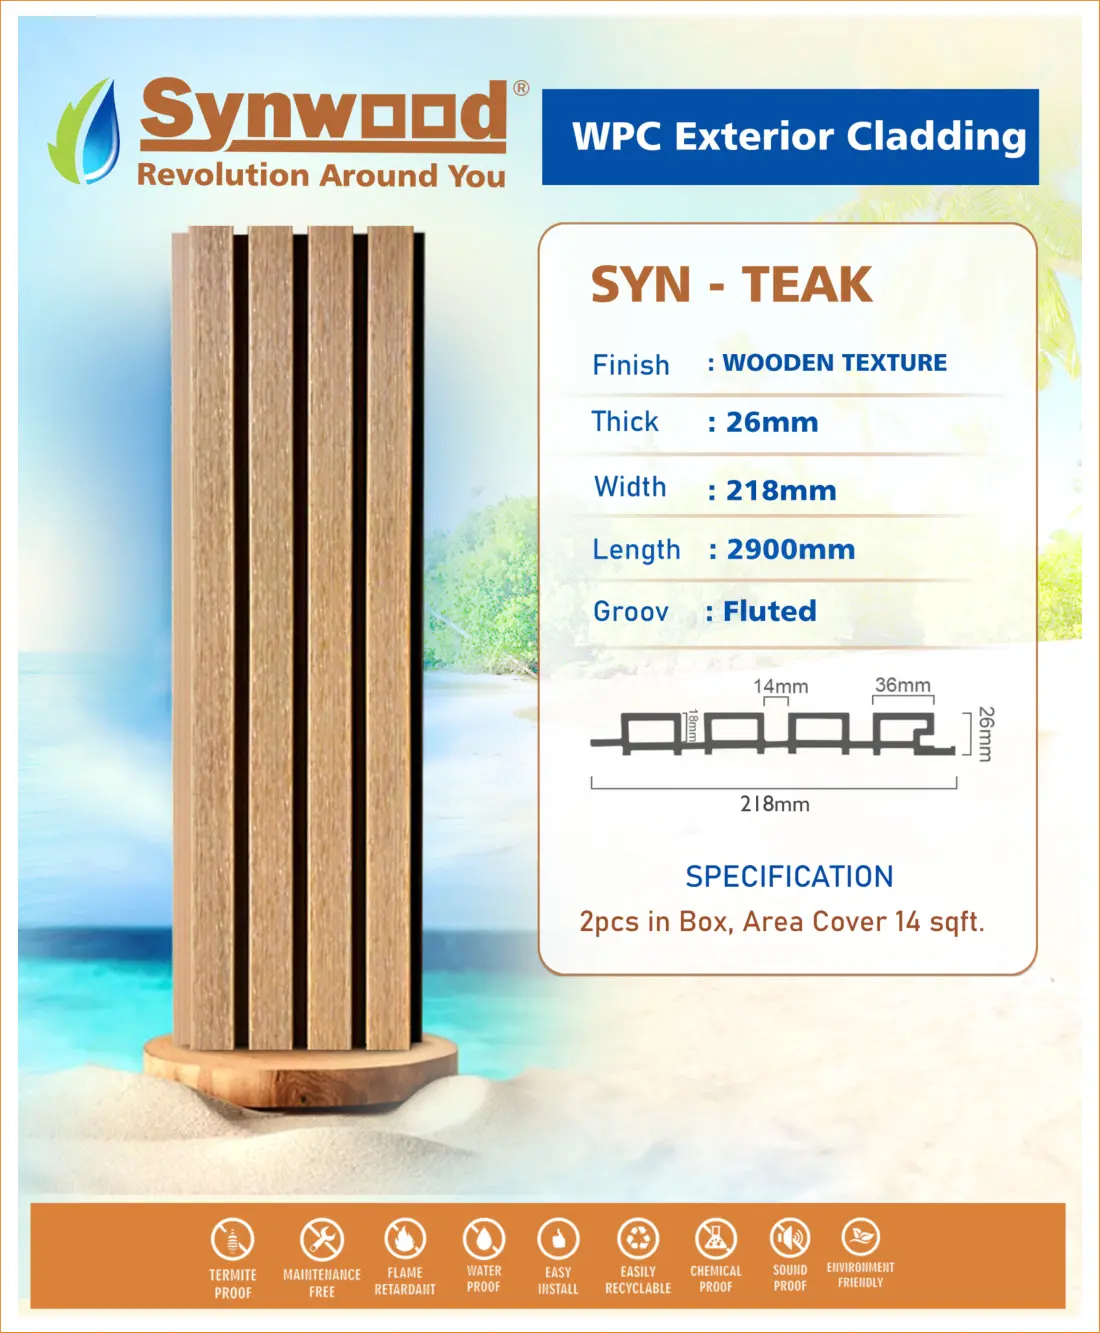 Synwood®
Revolution Around You
WPC Exterior Cladding
SYN - TEAK
Finish : WOODEN TEXTURE
Thick : 26mm
Width : 218mm
Length : 2900mm
Groov : Fluted
14mm
36mm
18mm
26mm
218mm
SPECIFICATION
2pcs in Box, Area Cover 14 sqft.
TERMITE
PROOF
MAINTENANCE
FREE
FLAME
RETARDANT
WATER
PROOF
EASY
INSTALL
EASILY
RECYCLABLE
CHEMICAL
PROOF
SOUND
PROOF
ENVIRONMENT
FRIENDLY